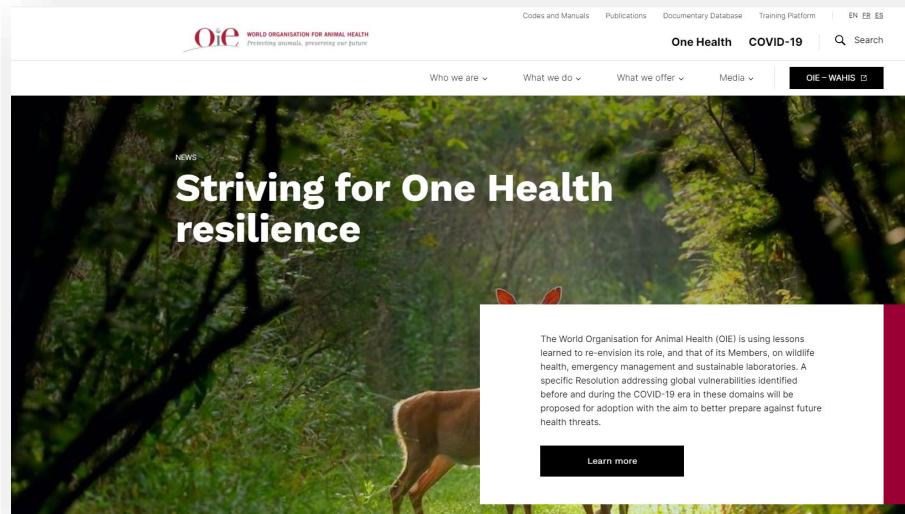 Codes and Manuals Publications Documentary Database Training Platform EN FR ES
OiE WORLD ORGANISATION FOR ANIMAL HEALTH
Promoting animals, preserving our future
One Health COVID-19 Search
Who we are What we do What we offer Media OIE – WAHIS
NEWS
Striving for One Health
resilience
The World Organisation for Animal Health (OIE) is using lessons
learned to re-envision its role, and that of its Members, on wildlife
health, emergency management and sustainable laboratories. A
specific Resolution addressing global vulnerabilities identified
before and during the COVID-19 era in these domains will be
proposed for adoption with the aim to better prepare against future
health threats.
Learn more